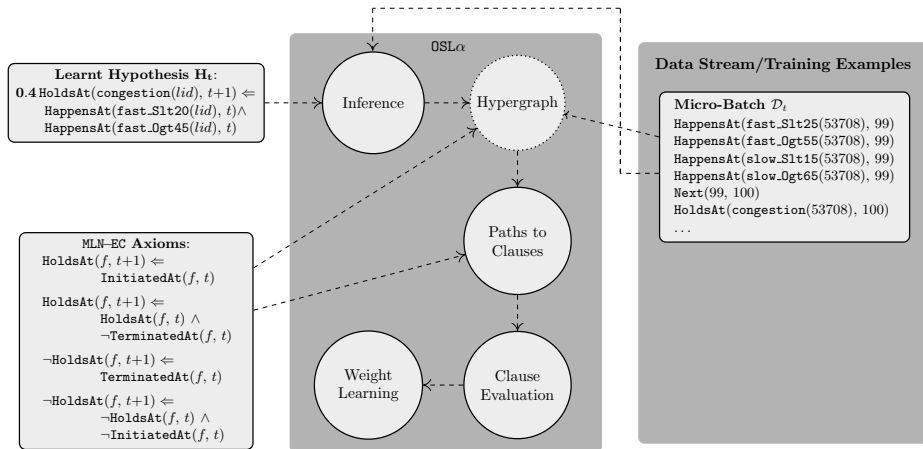 OSLα
Learnt Hypothesis Hₜ:
0.4 HoldsAt(congestion(lid), t+1) ⇐
HappensAt(fast_Slt20(lid), t)∧
HappensAt(fast_Ogt45(lid), t)
Inference
Hypergraph
Data Stream/Training Examples
Micro-Batch 𝒟ₜ
HappensAt(fast_Slt25(53708), 99)
HappensAt(fast_Ogt55(53708), 99)
HappensAt(slow_Slt15(53708), 99)
HappensAt(slow_Ogt65(53708), 99)
Next(99, 100)
HoldsAt(congestion(53708), 100)
...
MLN–EC Axioms:
HoldsAt(f, t+1) ⇐
InitiatedAt(f, t)
HoldsAt(f, t+1) ⇐
HoldsAt(f, t) ∧
¬TerminatedAt(f, t)
¬HoldsAt(f, t+1) ⇐
TerminatedAt(f, t)
¬HoldsAt(f, t+1) ⇐
¬HoldsAt(f, t) ∧
¬InitiatedAt(f, t)
Paths to
Clauses
Weight
Learning
Clause
Evaluation